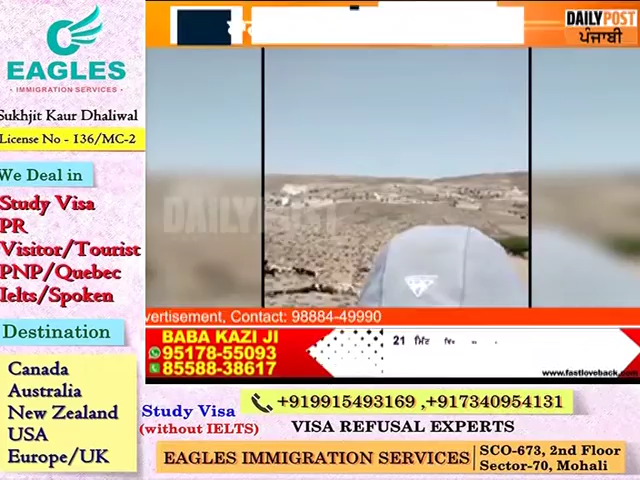 EAGLES
- IMMIGRATION SERVICES -
Sukhjit Kaur Dhaliwal
License No - 136/MC-2
We Deal in
Study Visa
PR
Visitor/Tourist
PNP/Quebec
Ielts/Spoken
Destination
Canada
Australia
New Zealand
USA
Europe/UK
DAILYPOST
ਪੰਜਾਬੀ
DAILYPOST
vertisement, Contact: 98884-49990
BABA KAZI JI
95178-55093
85588-38617
21 ਮਿੰਟ
www.fastloveback.com
Study Visa
(without IELTS)
+919915493169 ,+917340954131
VISA REFUSAL EXPERTS
EAGLES IMMIGRATION SERVICES
SCO-673, 2nd Floor
Sector-70, Mohali